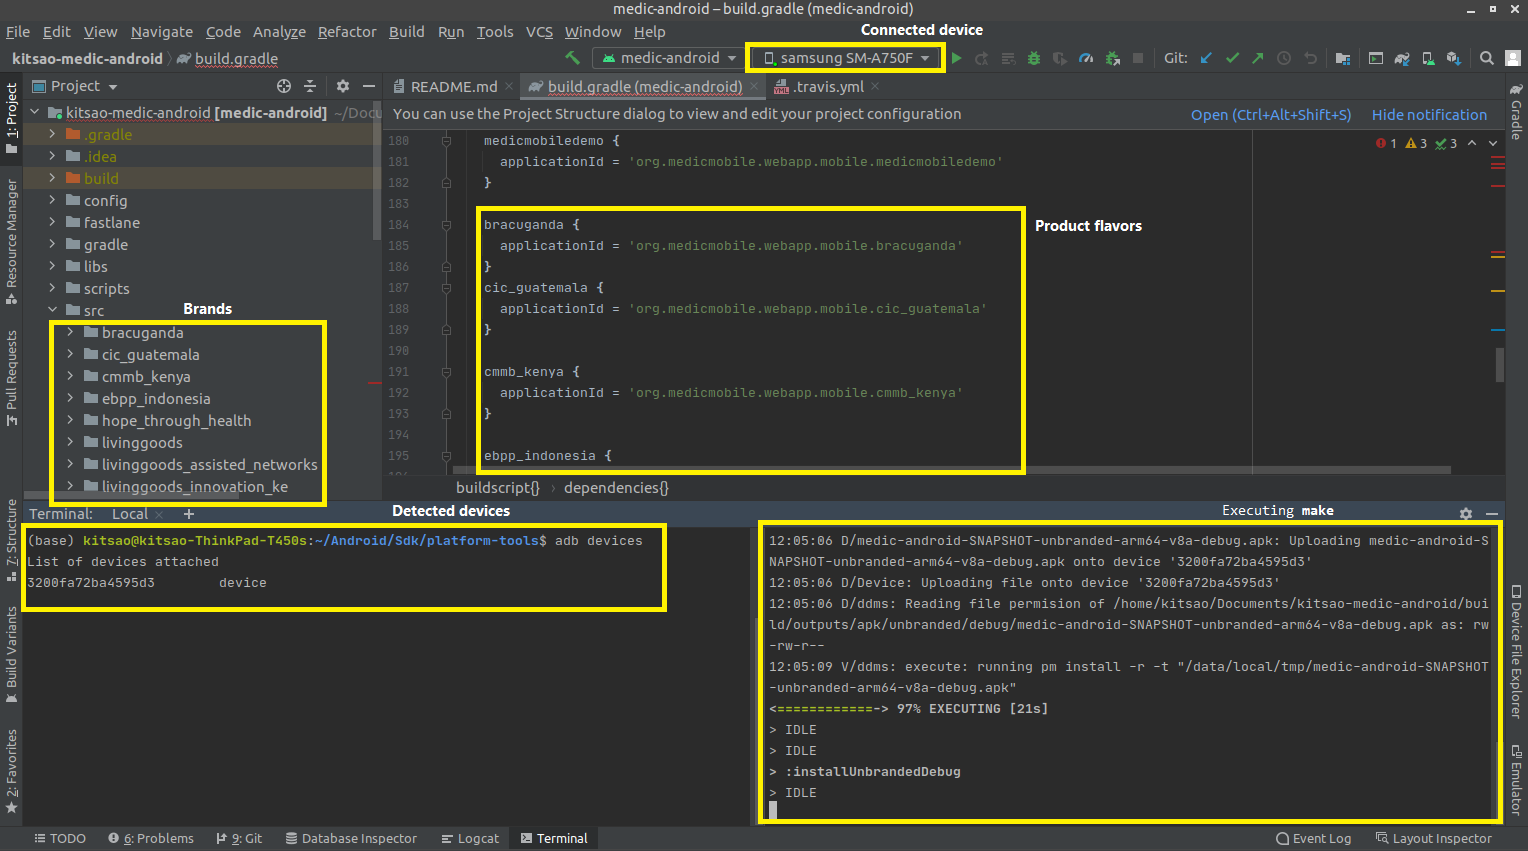 medic-android – build.gradle (medic-android)
File Edit View Navigate Code Analyze Refactor Build Run Tools VCS Window Help
Connected device
kitsao-medic-android build.gradle medic-android samsung SM-A750F Git:
1: Project
Resource Manager
Pull Requests
7: Structure
Build Variants
2: Favorites
Project
kitsao-medic-android [medic-android] ~/Docu
.gradle
.idea
build
config
fastlane
gradle
libs
scripts
src
Brands
bracuganda
cic_guatemala
cmmb_kenya
ebpp_indonesia
hope_through_health
livinggoods
livinggoods_assisted_networks
livinggoods_innovation_ke
README.md build.gradle (medic-android) .travis.yml
You can use the Project Structure dialog to view and edit your project configuration Open (Ctrl+Alt+Shift+S) Hide notification
1 3 3
180 medicmobiledemo {
181 applicationId = 'org.medicmobile.webapp.mobile.medicmobiledemo'
182 }
183
184 bracuganda {
185 applicationId = 'org.medicmobile.webapp.mobile.bracuganda'
186 }
187 cic_guatemala {
188 applicationId = 'org.medicmobile.webapp.mobile.cic_guatemala'
189 }
190
191 cmmb_kenya {
192 applicationId = 'org.medicmobile.webapp.mobile.cmmb_kenya'
193 }
194
195 ebpp_indonesia {
Product flavors
buildscript{} › dependencies{}
Gradle
Device File Explorer
Emulator
Terminal: Local +
Detected devices
Executing make
(base) kitsao@kitsao-ThinkPad-T450s:~/Android/Sdk/platform-tools$ adb devices
List of devices attached
3200fa72ba4595d3 device
12:05:06 D/medic-android-SNAPSHOT-unbranded-arm64-v8a-debug.apk: Uploading medic-android-S
NAPSHOT-unbranded-arm64-v8a-debug.apk onto device '3200fa72ba4595d3'
12:05:06 D/Device: Uploading file onto device '3200fa72ba4595d3'
12:05:06 D/ddms: Reading file permision of /home/kitsao/Documents/kitsao-medic-android/bui
ld/outputs/apk/unbranded/debug/medic-android-SNAPSHOT-unbranded-arm64-v8a-debug.apk as: rw
-rw-r--
12:05:09 V/ddms: execute: running pm install -r -t "/data/local/tmp/medic-android-SNAPSHOT
-unbranded-arm64-v8a-debug.apk"
<============-> 97% EXECUTING [21s]
> IDLE
> IDLE
> :installUnbrandedDebug
> IDLE
TODO 6: Problems 9: Git Database Inspector Logcat Terminal Event Log Layout Inspector